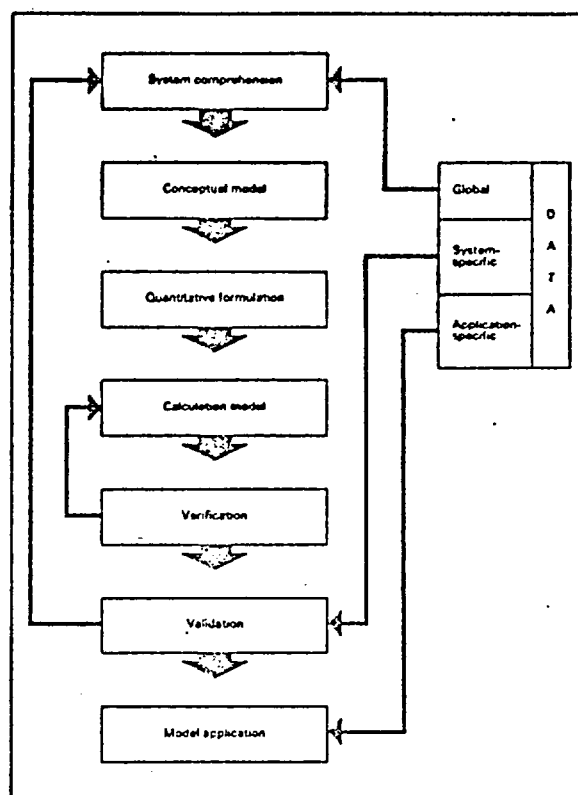 System comprehension
Conceptual model
Quantitative formulation
Calculation model
Verification
Validation
Model application
Global
System-
specific
Application-
specific
D
A
T
A